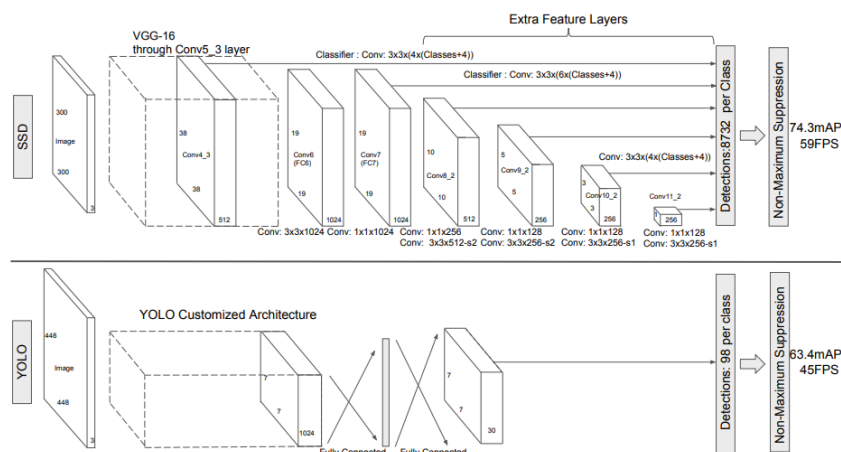 Extra Feature Layers
VGG-16
through Conv5_3 layer
Classifier : Conv: 3x3x(4x(Classes+4))
Classifier : Conv: 3x3x(6x(Classes+4))
SSD
300
Image
300
3
38
Conv4_3
38
512
19
Conv6
(FC6)
19
1024
19
Conv7
(FC7)
19
1024
10
Conv8_2
10
512
5
Conv9_2
5
256
Conv: 3x3x(4x(Classes+4))
3
Conv10_2
3
256
Conv11_2
1
256
Conv: 3x3x1024
Conv: 1x1x1024
Conv: 1x1x256
Conv: 3x3x512-s2
Conv: 1x1x128
Conv: 3x3x256-s2
Conv: 1x1x128
Conv: 3x3x256-s1
Conv: 1x1x128
Conv: 3x3x256-s1
Detections:8732 per Class
Non-Maximum Suppression
74.3mAP
59FPS
YOLO
448
Image
448
3
YOLO Customized Architecture
7
7
1024
Fully Connected
Fully Connected
7
7
30
Detections: 98 per class
Non-Maximum Suppression
63.4mAP
45FPS